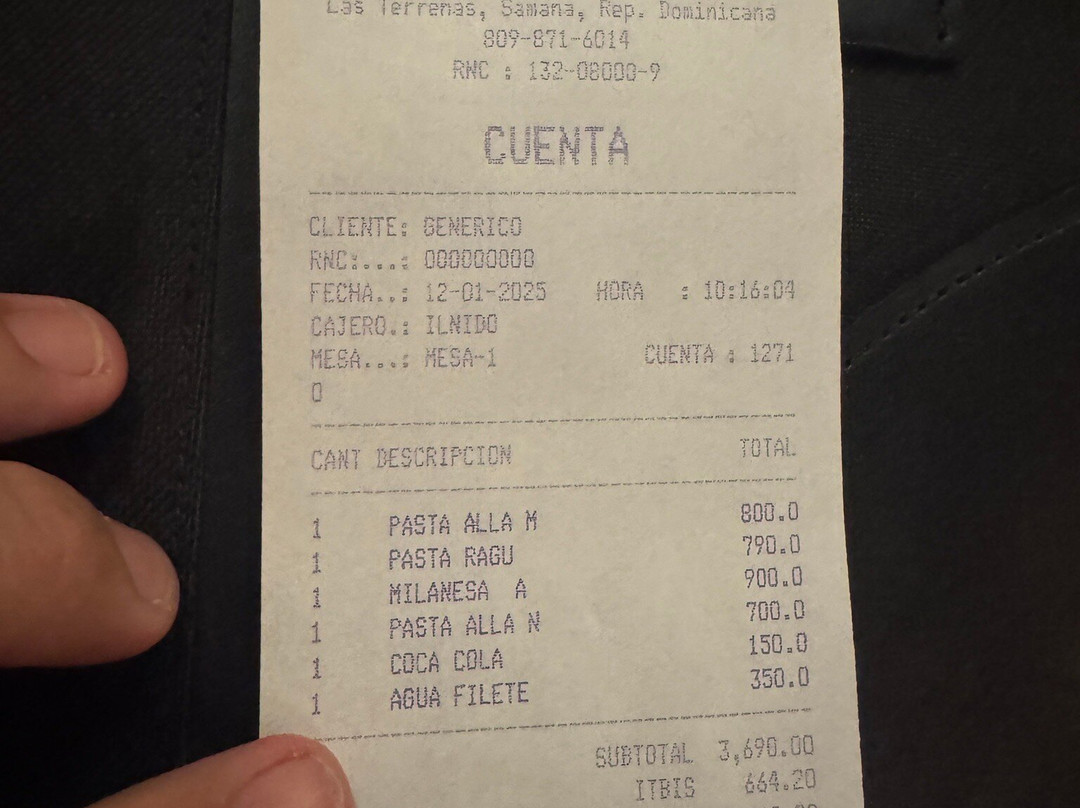 Las Terrenas, Samana, Rep. Dominicana
809-871-6014
RNC : 132-08000-9
CUENTA
CLIENTE: GENERICO
RNC:...: 000000000
FECHA..: 12-01-2025 HORA : 10:16:04
CAJERO.: ILNIDO
MESA...: MESA-1 CUENTA : 1271
0
CANT DESCRIPCION TOTAL
1 PASTA ALLA M 800.0
1 PASTA RAGU 790.0
1 MILANESA A 900.0
1 PASTA ALLA N 700.0
1 COCA COLA 150.0
1 AGUA FILETE 350.0
SUBTOTAL 3,690.00
ITBIS 664.20